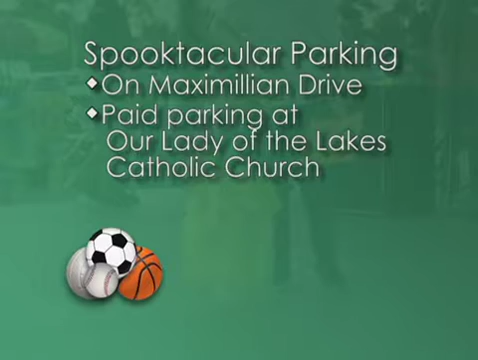 Spooktacular Parking
◆On Maximillian Drive
◆Paid parking at
Our Lady of the Lakes
Catholic Church